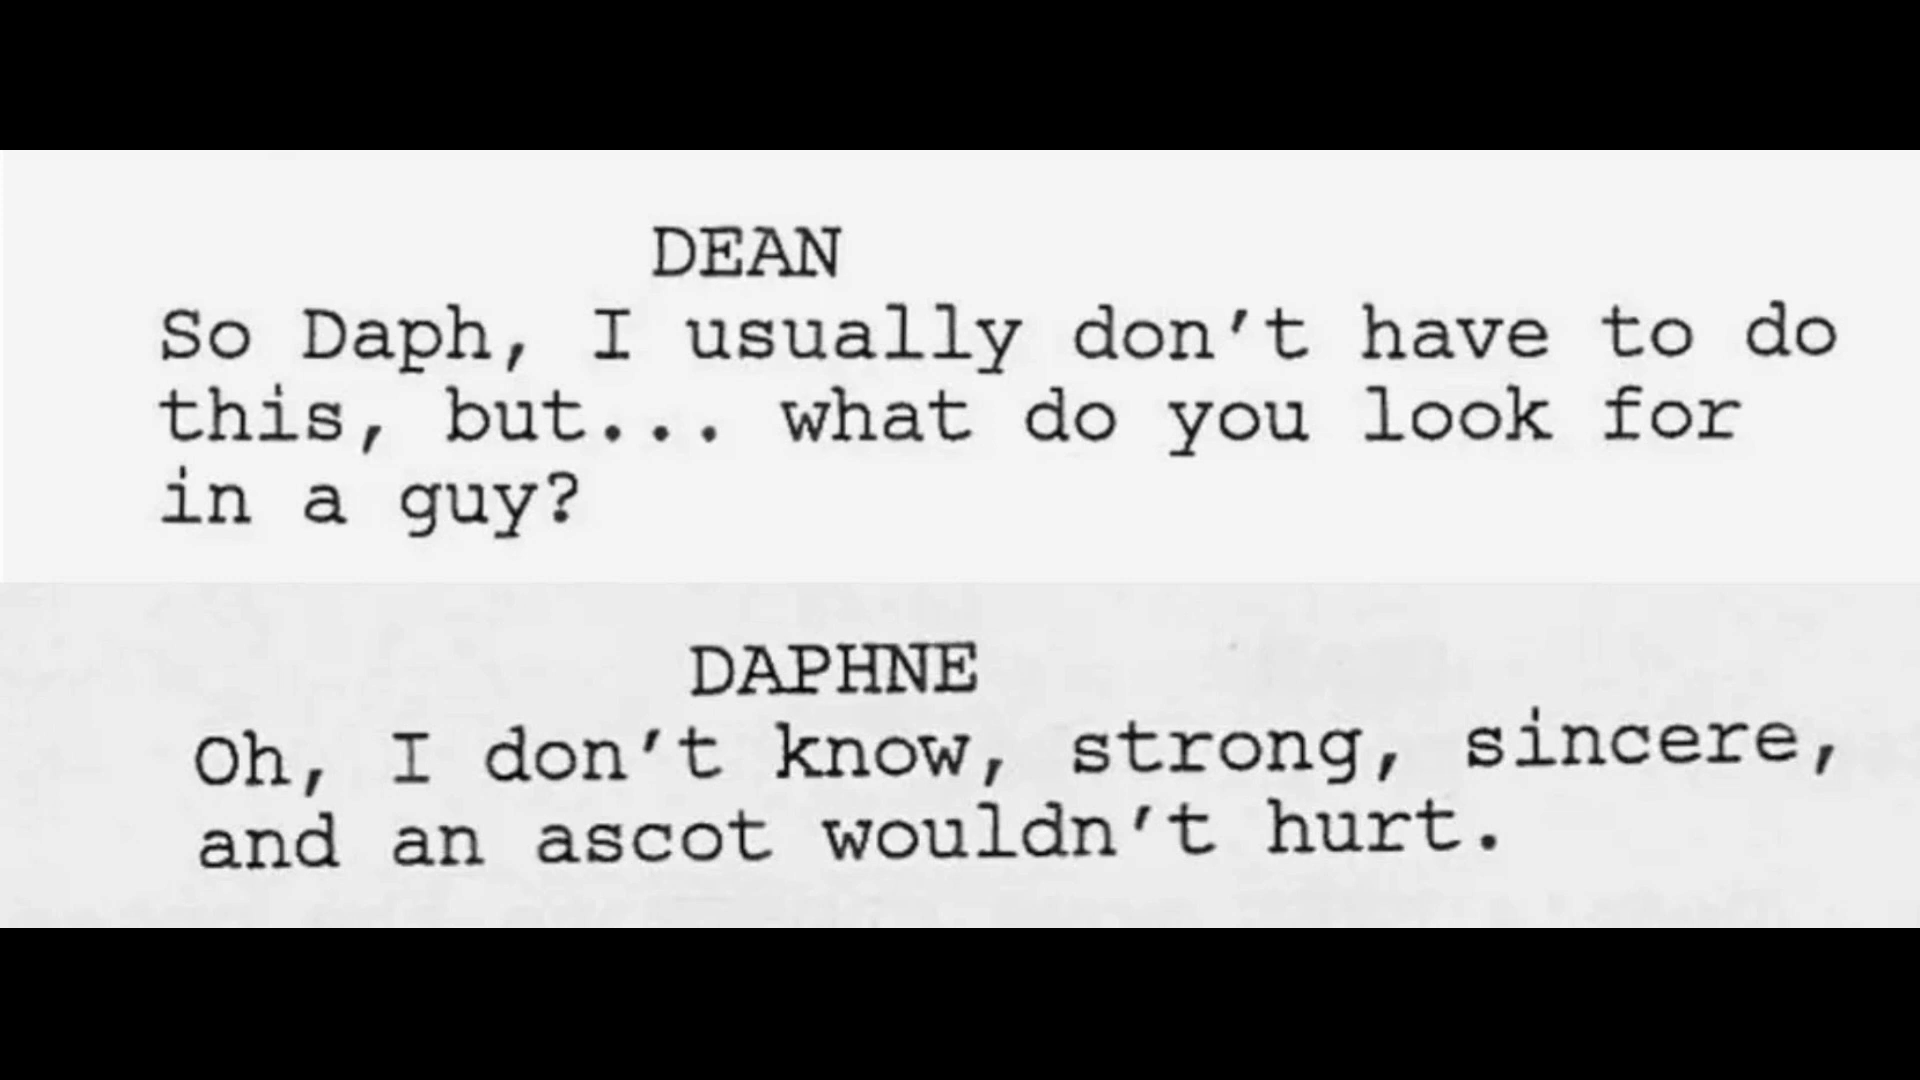 DEAN
So Daph, I usually don't have to do
this, but... what do you look for
in a guy?
DAPHNE
Oh, I don't know, strong, sincere,
and an ascot wouldn't hurt.